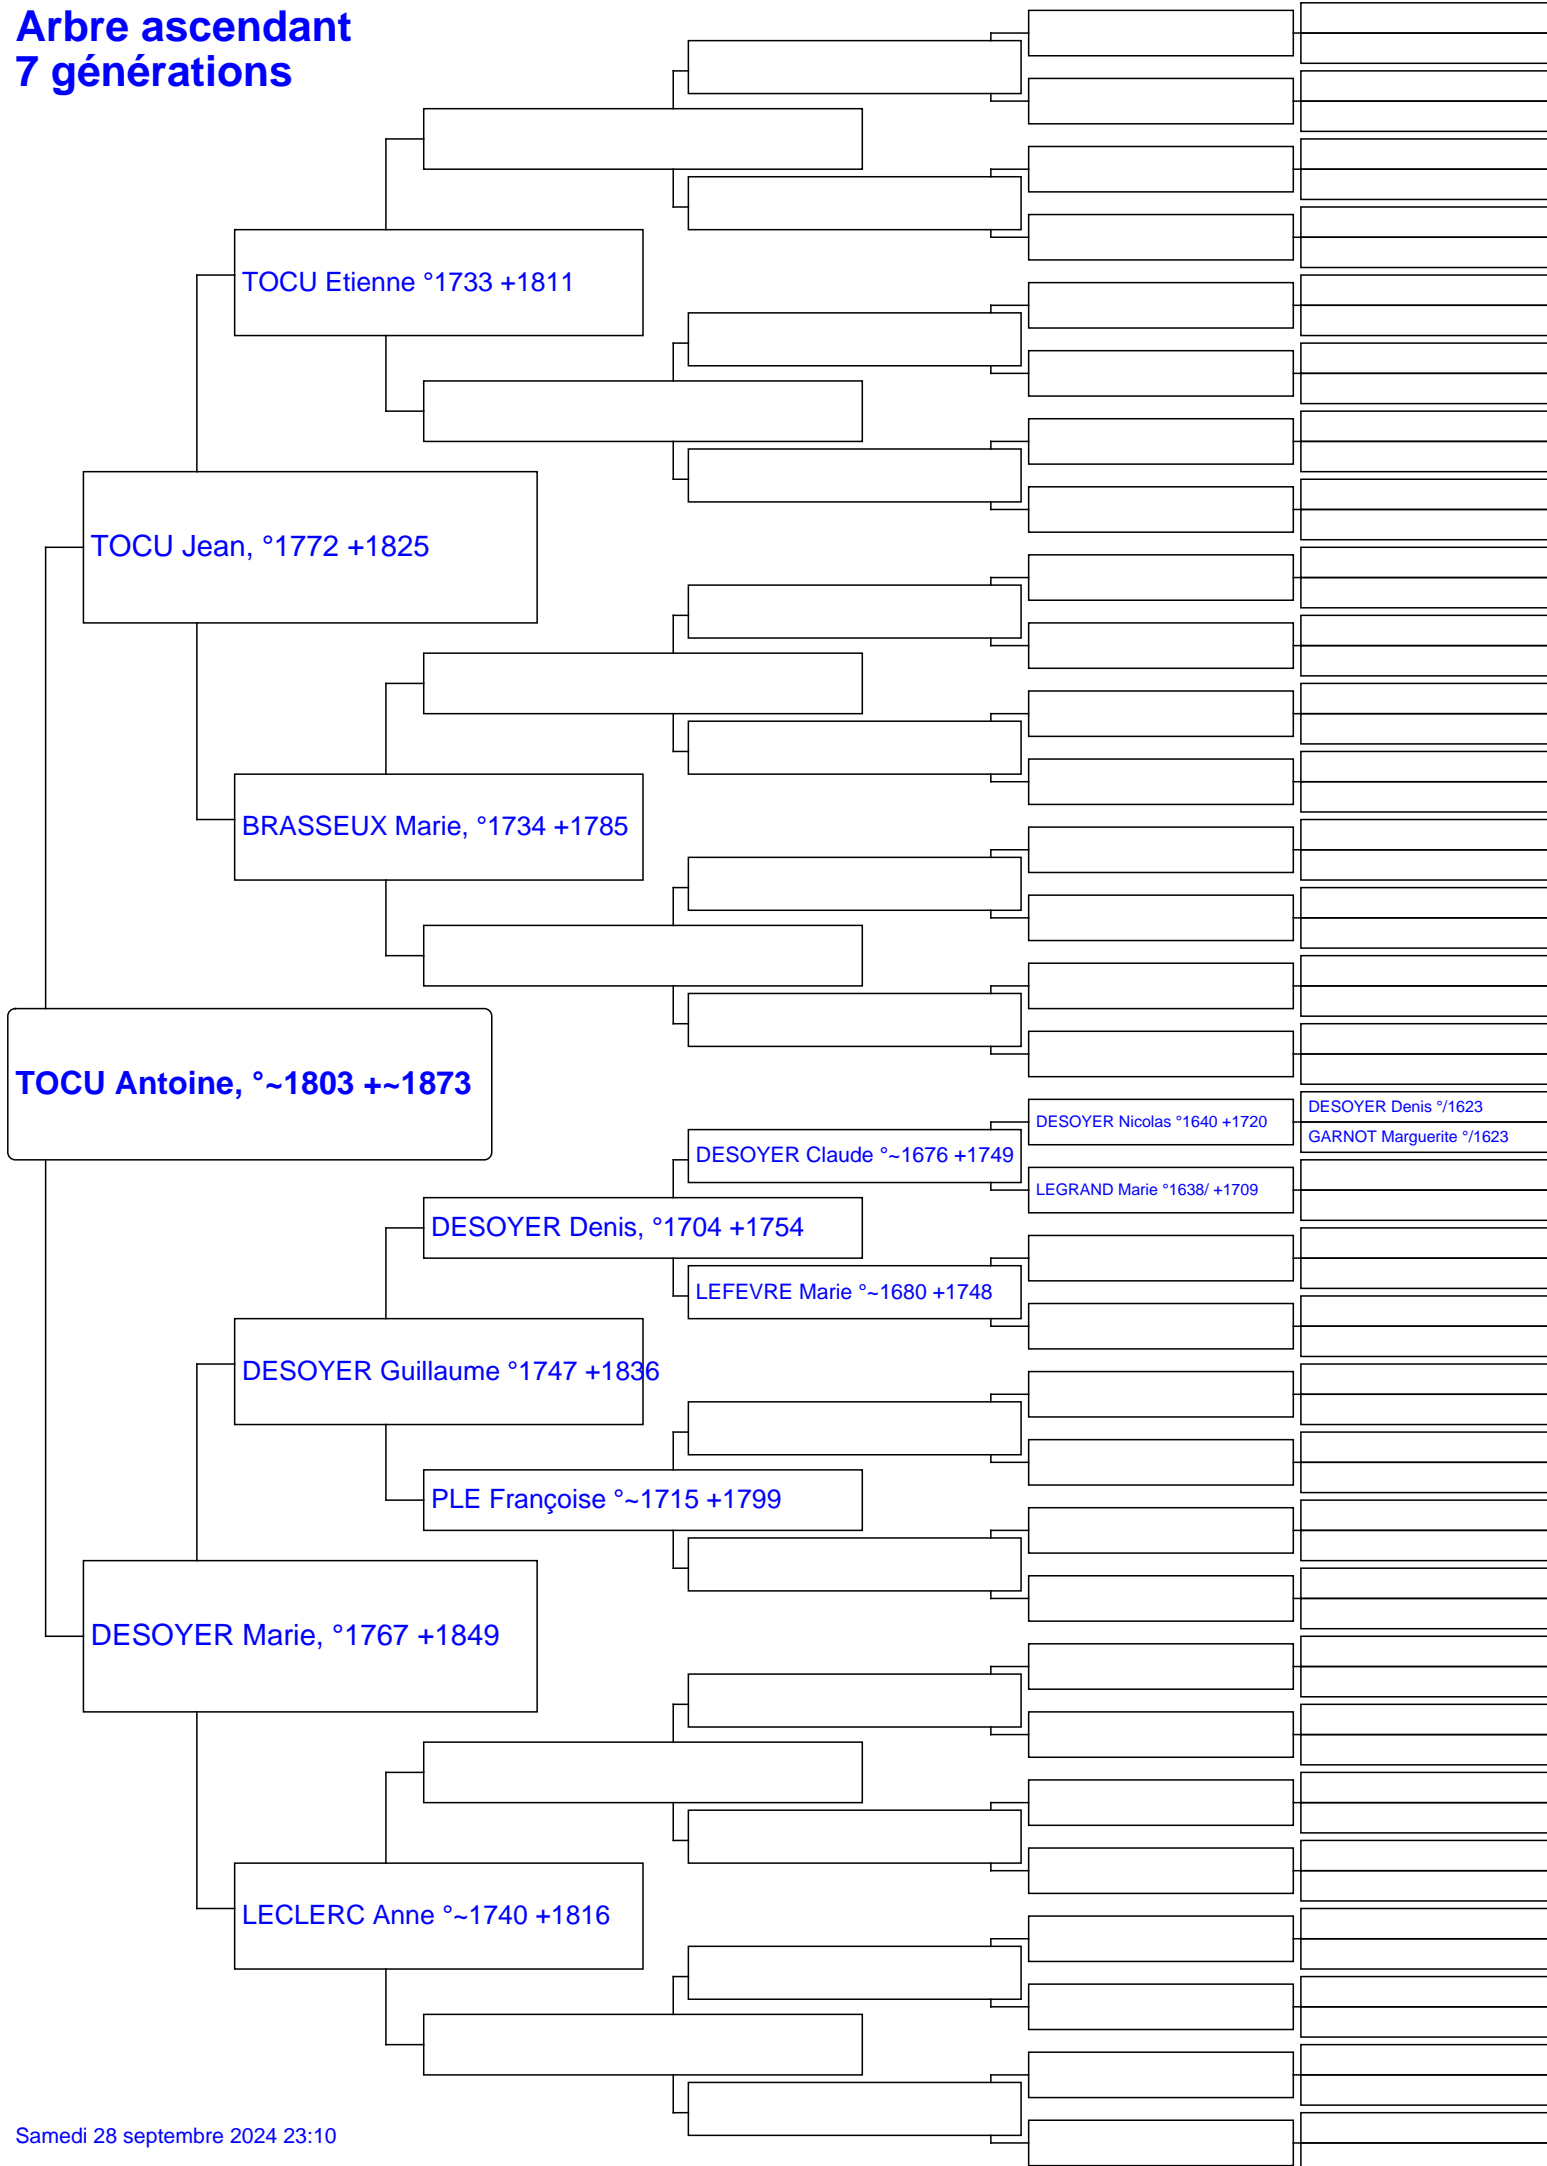 Arbre ascendant
7 générations
TOCU Etienne °1733 +1811
TOCU Jean, °1772 +1825
BRASSEUX Marie, °1734 +1785
TOCU Antoine, °~1803 +~1873
DESOYER Denis °/1623
DESOYER Nicolas °1640 +1720
GARNOT Marguerite °/1623
DESOYER Claude °~1676 +1749
LEGRAND Marie °1638/ +1709
DESOYER Denis, °1704 +1754
LEFEVRE Marie °~1680 +1748
DESOYER Guillaume °1747 +1836
PLE Françoise °~1715 +1799
DESOYER Marie, °1767 +1849
LECLERC Anne °~1740 +1816
Samedi 28 septembre 2024 23:10